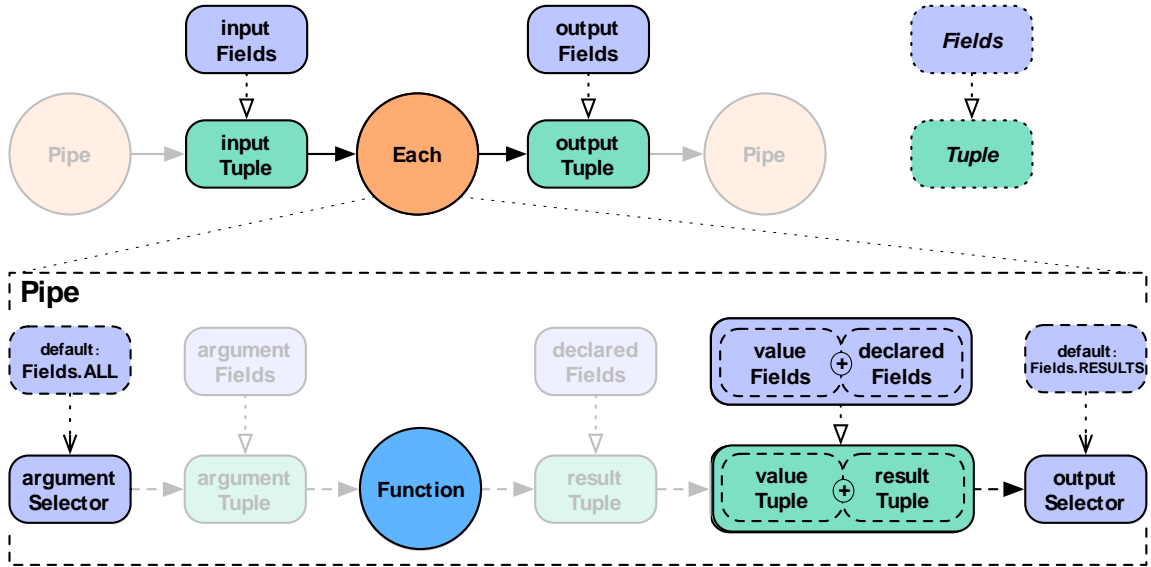 input
Fields
output
Fields
Fields
Pipe
input
Tuple
Each
output
Tuple
Pipe
Tuple
Pipe
default:
Fields.ALL
argument
Fields
declared
Fields
value
Fields
+
declared
Fields
default:
Fields.RESULTS
argument
Selector
argument
Tuple
Function
result
Tuple
value
Tuple
+
result
Tuple
output
Selector